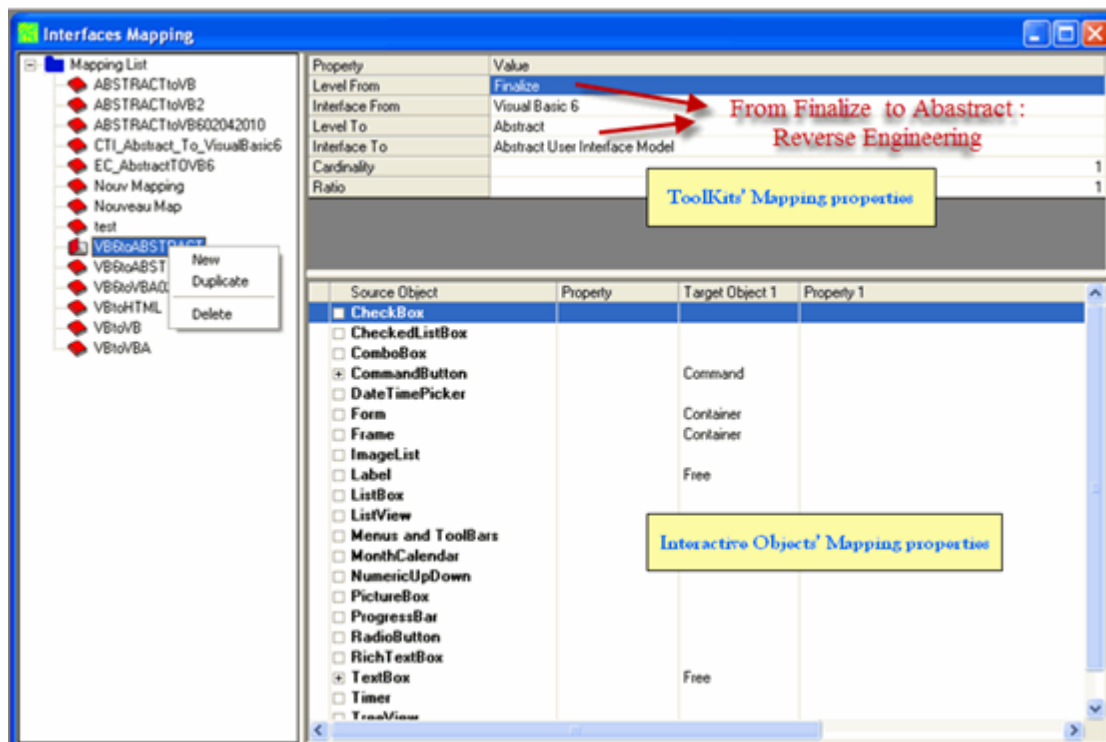 Interfaces Mapping
Mapping List
ABSTRACTtoVB
ABSTRACTtoVB2
ABSTRACTtoVB602042010
CTI_Abstract_To_VisualBasic6
EC_AbstractTOVB6
Nouv Mapping
Nouveau Map
test
VB6toABSTRACT
VB6toABST
VB6toVBA0
VBtoHTML
VBtoVB
VBtoVBA
New
Duplicate
Delete
Property Value
Level From Finalize
Interface From Visual Basic 6
Level To Abstract
Interface To Abstract User Interface Model
Cardinality 1
Ratio 1
From Finalize to Abastract :
Reverse Engineering
ToolKits' Mapping properties
Source Object Property Target Object 1 Property 1
CheckBox
CheckedListBox
ComboBox
CommandButton Command
DateTimePicker
Form Container
Frame Container
ImageList
Label Free
ListBox
ListView
Menus and ToolBars
MonthCalendar
NumericUpDown
PictureBox
ProgressBar
RadioButton
RichTextBox
TextBox Free
Timer
TreeView
Interactive Objects' Mapping properties